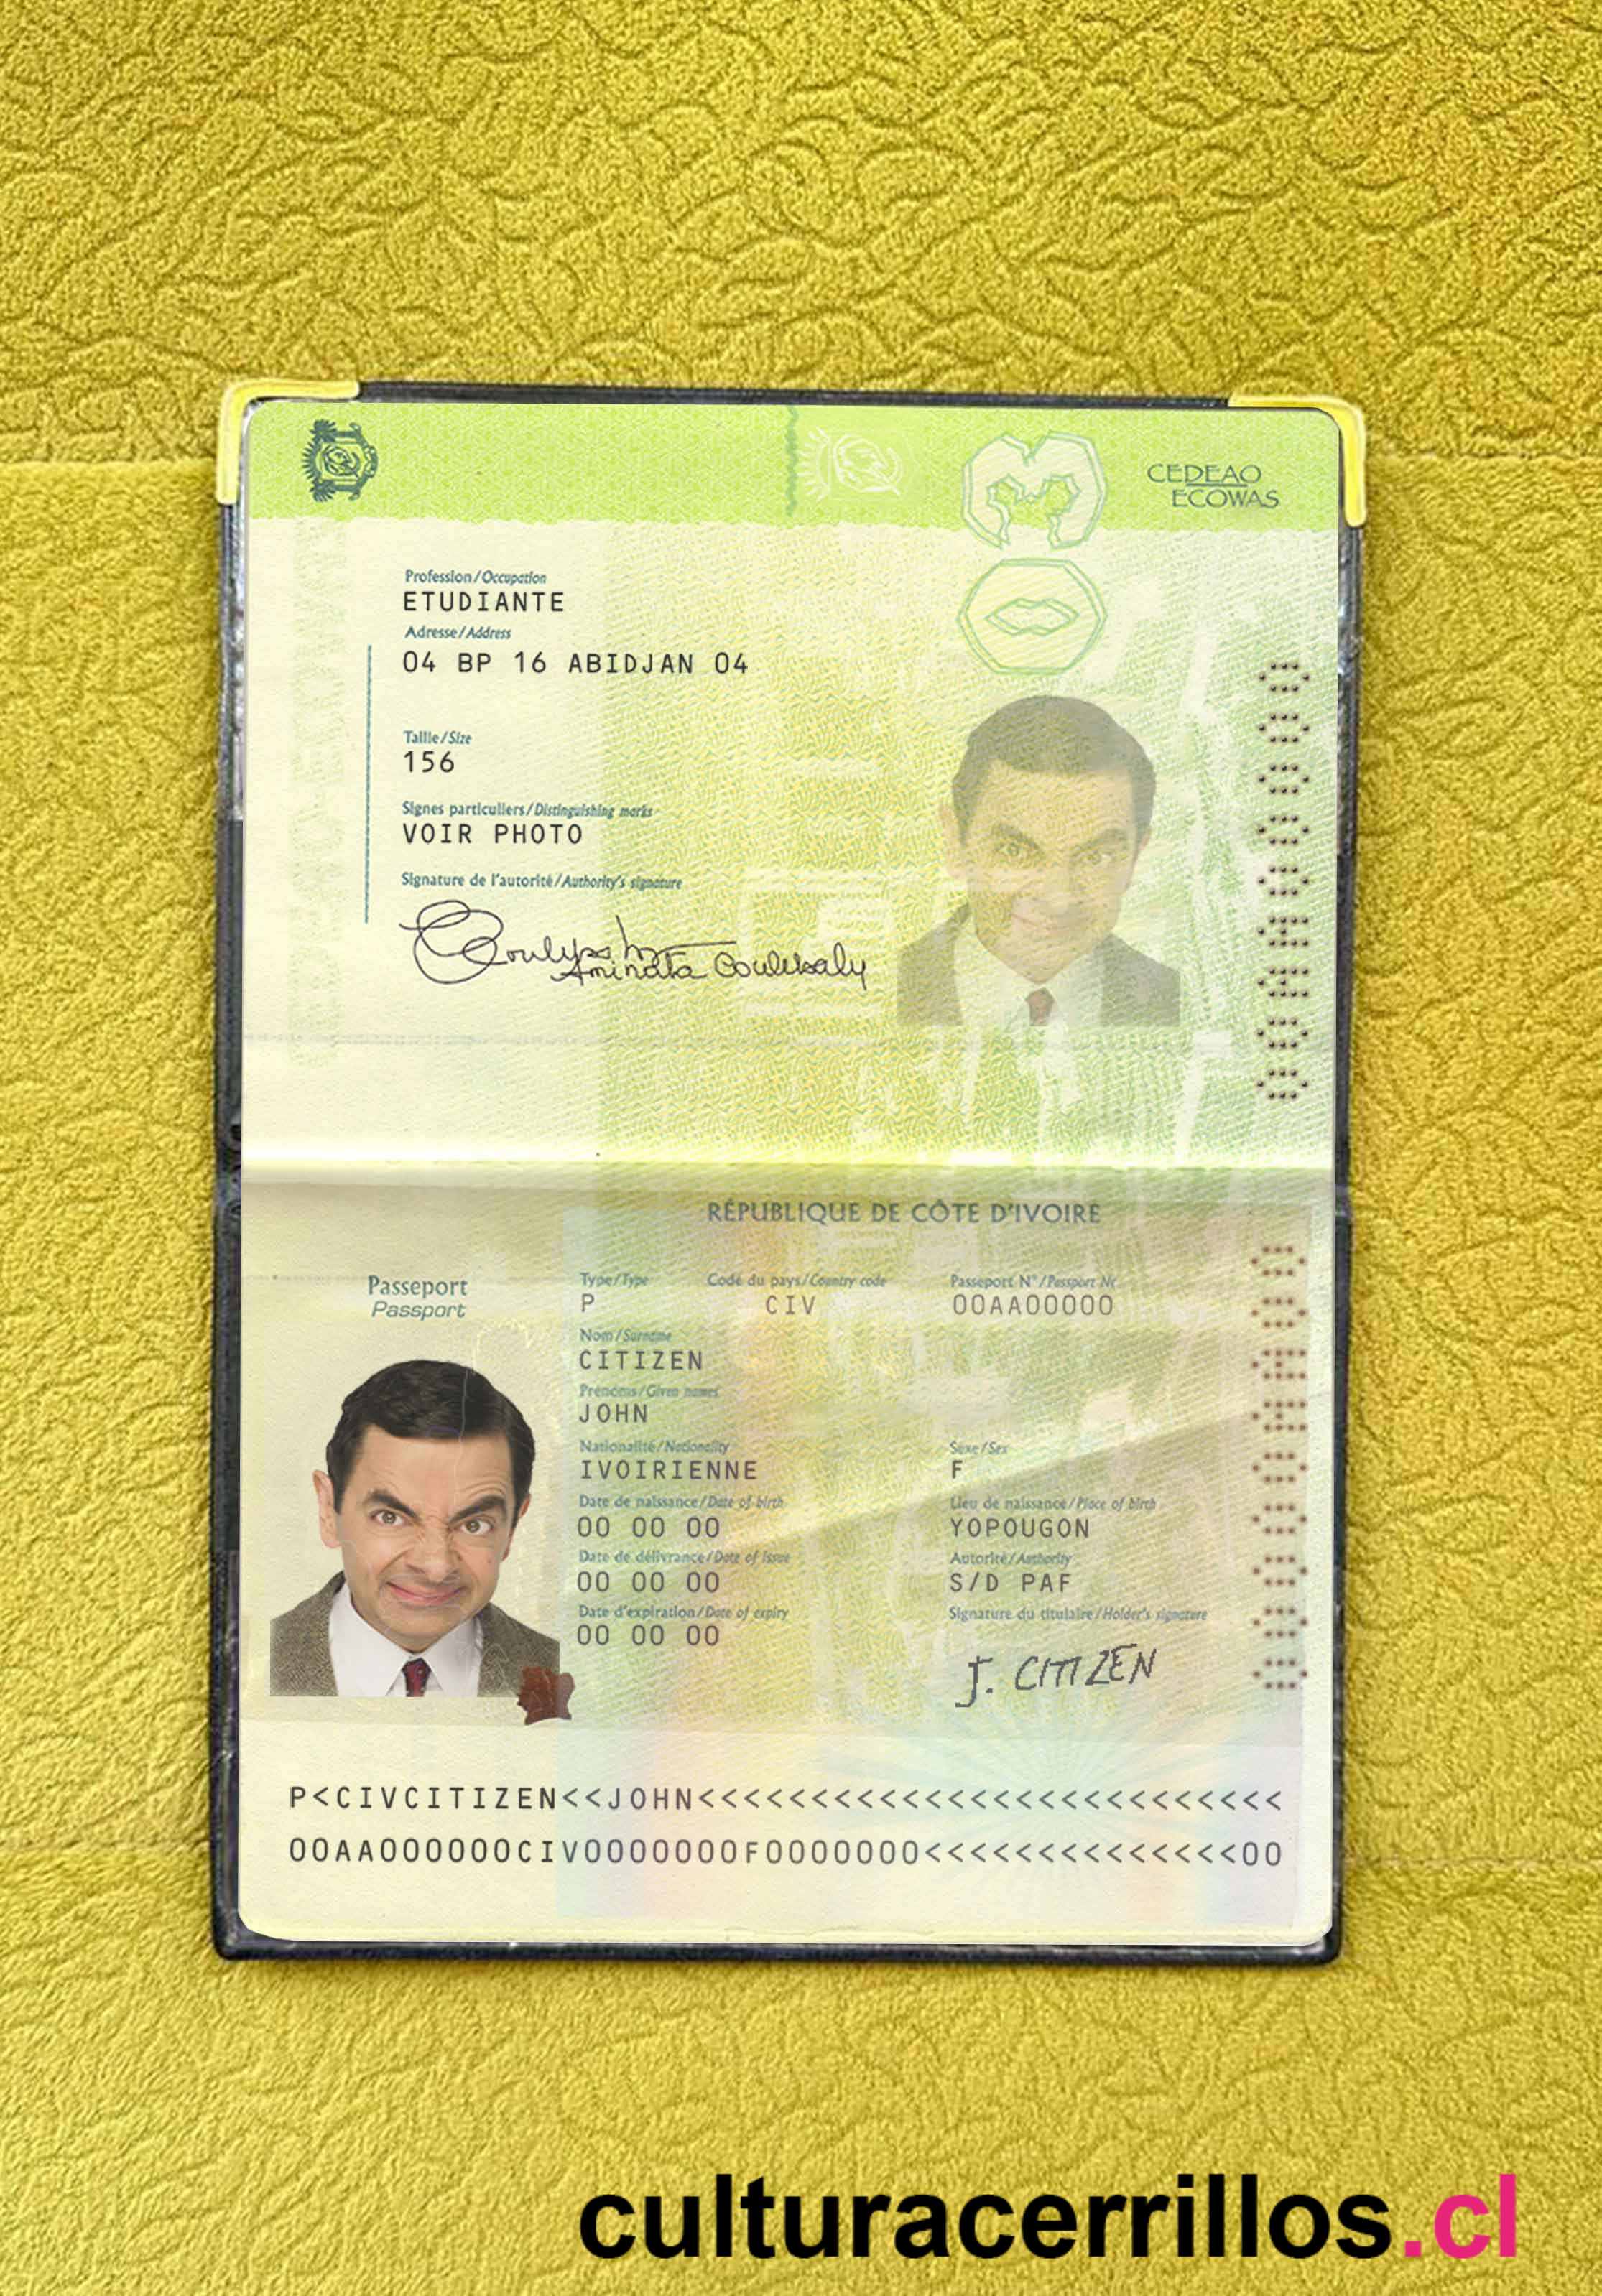 CEDEAO
ECOWAS
Profession/Occupation
ETUDIANTE
Adresse/Address
04 BP 16 ABIDJAN 04
Taille/Size
156
Signes particuliers/Distinguishing marks
VOIR PHOTO
Signature de l'autorité/Authority's signature
Aminata Coulibaly
00AA00000
RÉPUBLIQUE DE CÔTE D'IVOIRE
Passeport
Passport
Type/Type Code du pays/Country code Passeport N°/Passport Nr
P CIV 00AA00000
Nom/Surname
CITIZEN
Prénoms/Given names
JOHN
Nationalité/Nationality Sexe/Sex
IVOIRIENNE F
Date de naissance/Date of birth Lieu de naissance/Place of birth
00 00 00 YOPOUGON
Date de délivrance/Date of issue Autorité/Authority
00 00 00 S/D PAF
Date d'expiration/Date of expiry Signature du titulaire/Holder's signature
00 00 00
J. CITIZEN
00AA00000
P<CIVCITIZEN<<JOHN<<<<<<<<<<<<<<<<<<<<<<<<<<
00AA000000CIV0000000F0000000<<<<<<<<<<<<<<00
culturacerrillos.cl